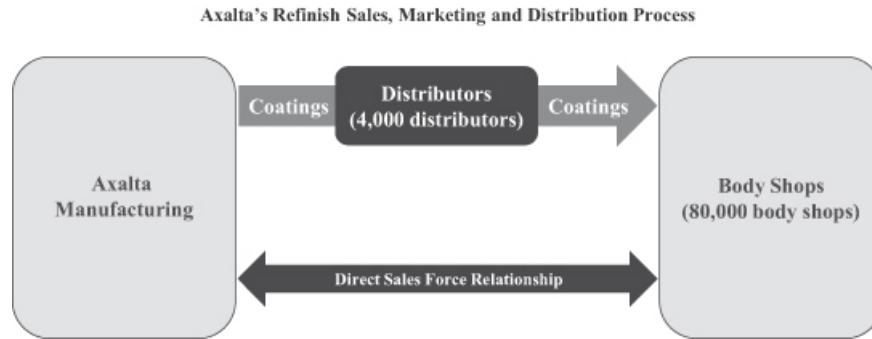 Axalta's Refinish Sales, Marketing and Distribution Process
Coatings
Distributors
(4,000 distributors)
Coatings
Axalta
Manufacturing
Body Shops
(80,000 body shops)
Direct Sales Force Relationship